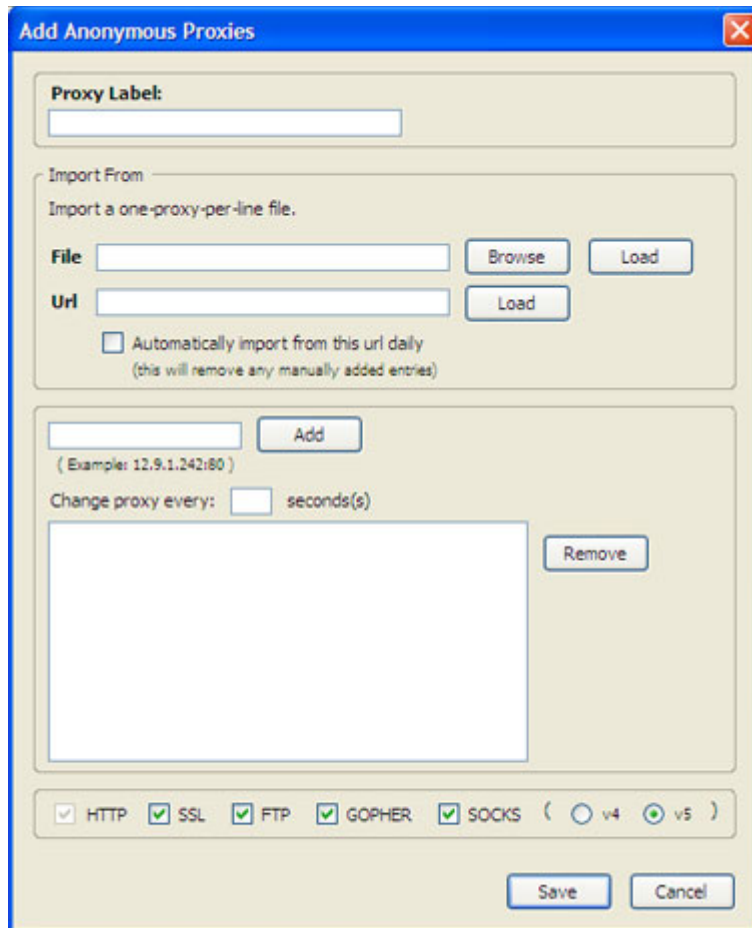 Add Anonymous Proxies
Proxy Label:
Import From
Import a one-proxy-per-line file.
File Browse Load
Url Load
Automatically import from this url daily
(this will remove any manually added entries)
Add
( Example: 12.9.1.242:80 )
Change proxy every: seconds(s)
Remove
HTTP SSL FTP GOPHER SOCKS ( v4 v5 )
Save Cancel